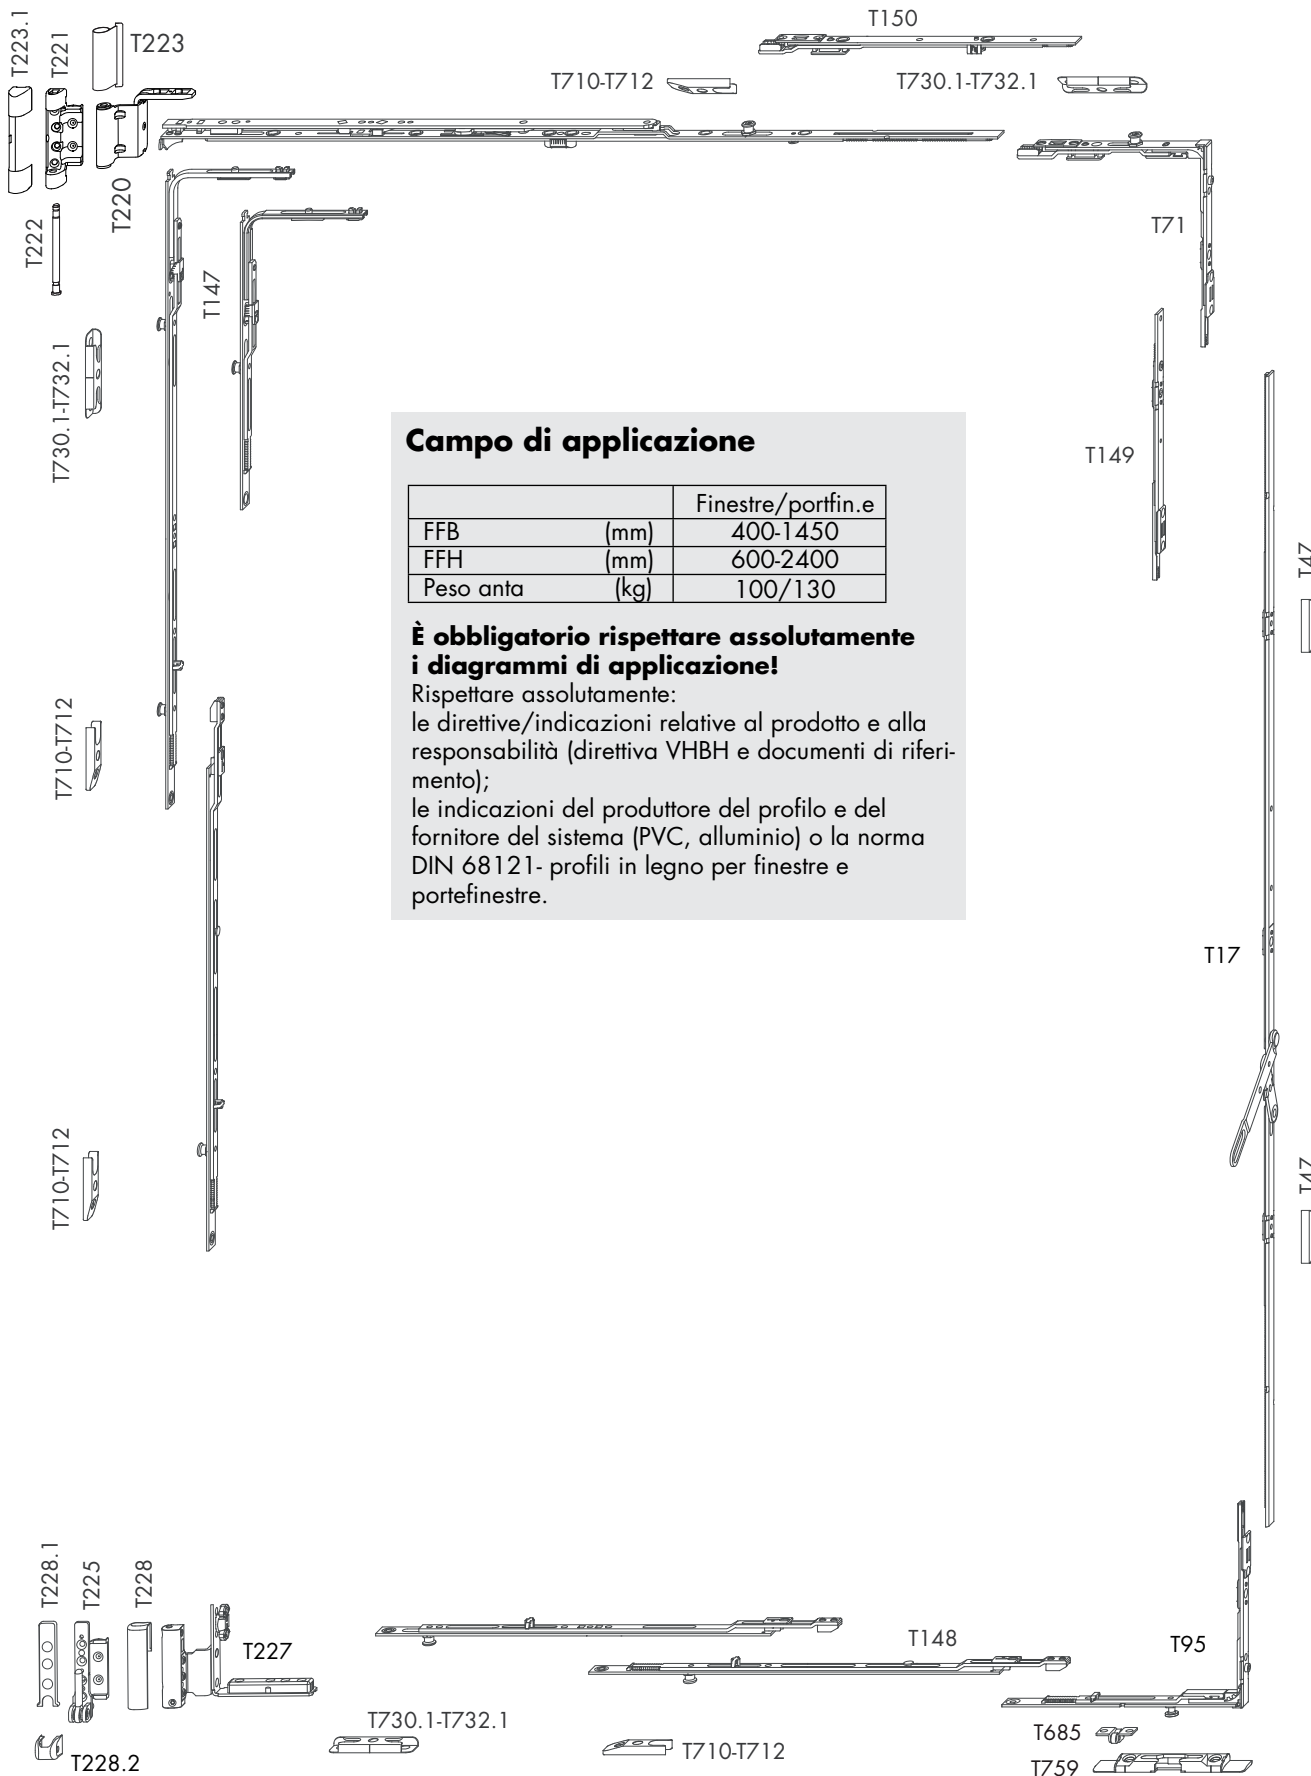 T223.1
T221
T223
T150
T710-T712
T730.1-T732.1
T222
T220
T147
T71
T730.1-T732.1
T149
Campo di applicazione
Finestre/portfin.e
FFB (mm) 400-1450
FFH (mm) 600-2400
Peso anta (kg) 100/130
È obbligatorio rispettare assolutamente
i diagrammi di applicazione!
Rispettare assolutamente:
le direttive/indicazioni relative al prodotto e alla
responsabilità (direttiva VHBH e documenti di riferi-
mento);
le indicazioni del produttore del profilo e del
fornitore del sistema (PVC, alluminio) o la norma
DIN 68121- profili in legno per finestre e
portefinestre.
T47
T710-T712
T17
T710-T712
T47
T228.1
T225
T228
T227
T148
T95
T730.1-T732.1
T710-T712
T685
T228.2
T759